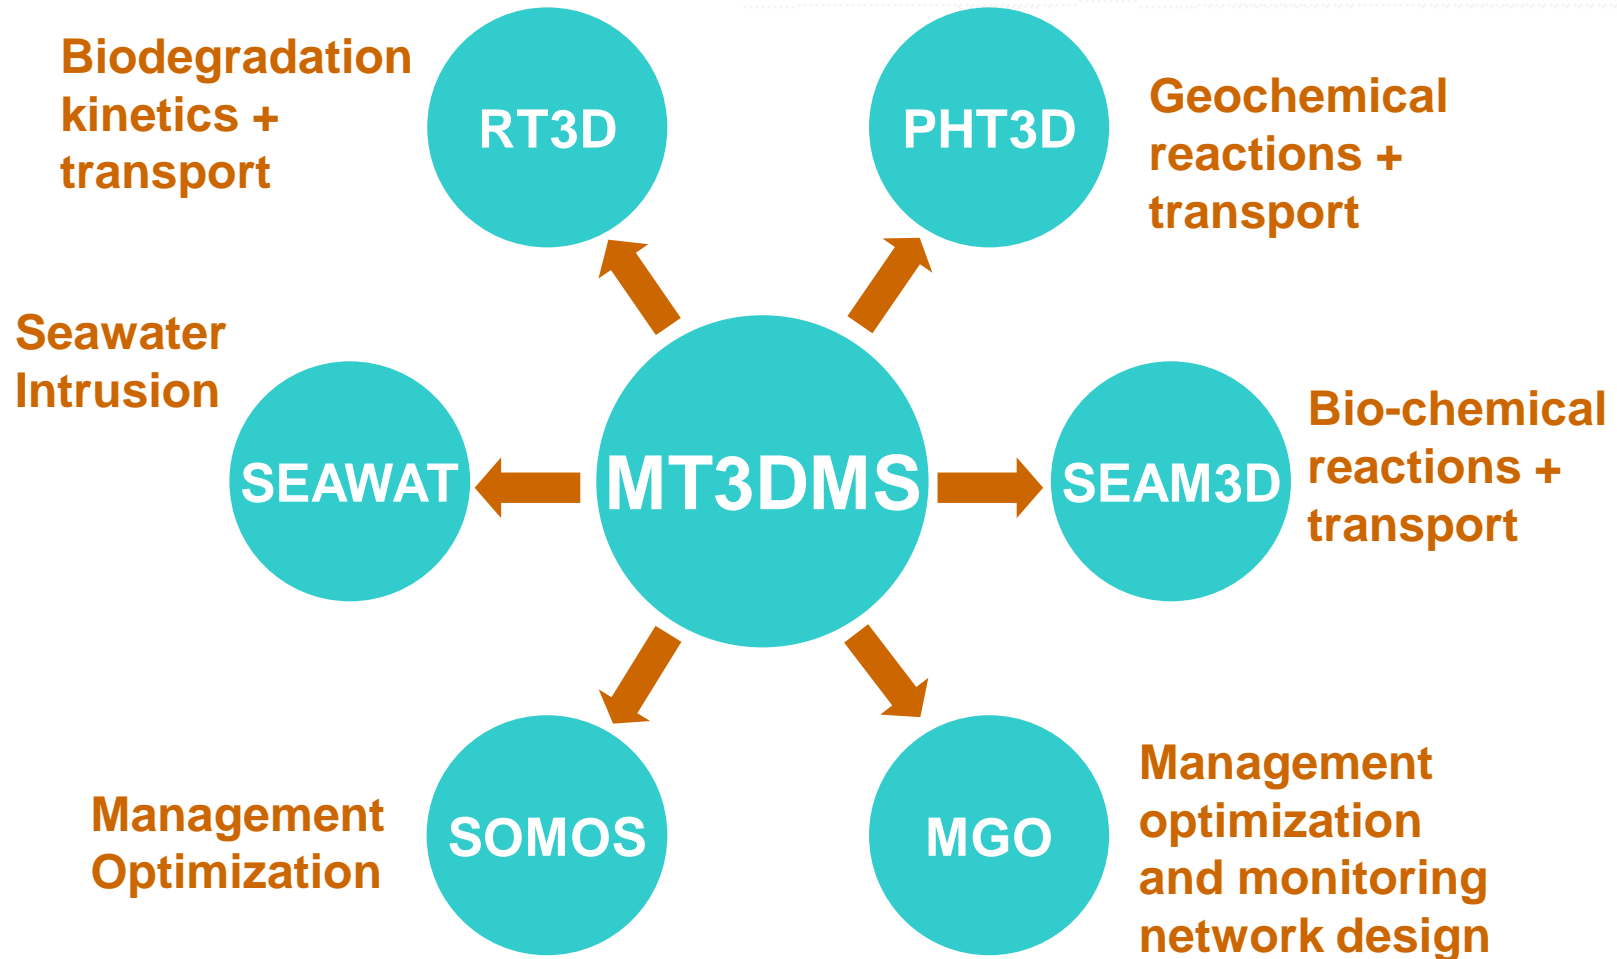 Biodegradation
kinetics +
transport
RT3D
PHT3D
Geochemical
reactions +
transport
Seawater
Intrusion
SEAWAT
MT3DMS
SEAM3D
Bio-chemical
reactions +
transport
Management
Optimization
SOMOS
MGO
Management
optimization
and monitoring
network design